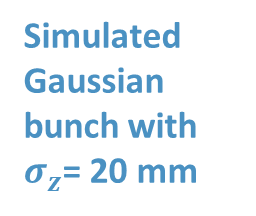 Simulated
Gaussian
bunch with
σz= 20 mm